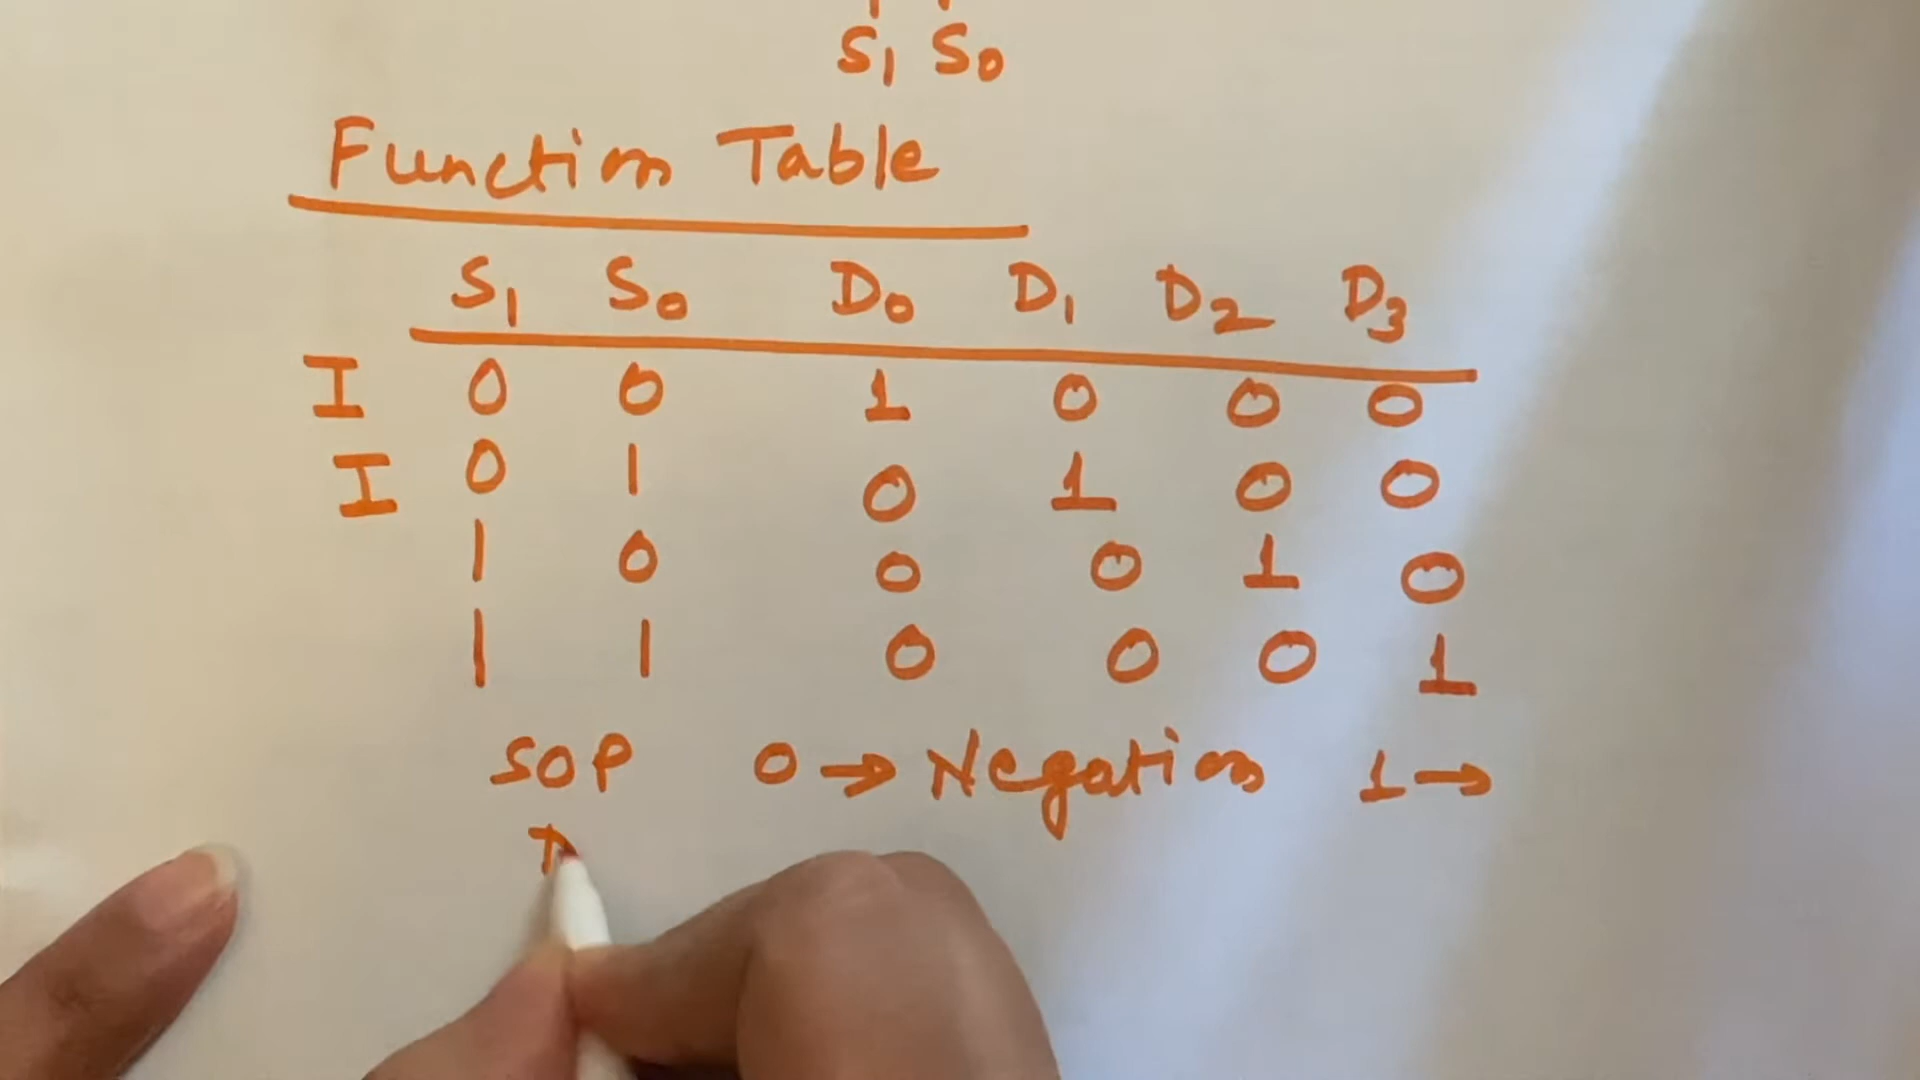 S1 S0
Function Table
S1 S0 D0 D1 D2 D3
I 0 0 1 0 0 0
I 0 1 0 1 0 0
1 0 0 0 1 0
1 1 0 0 0 1
SOP 0 → Negation 1 →
D